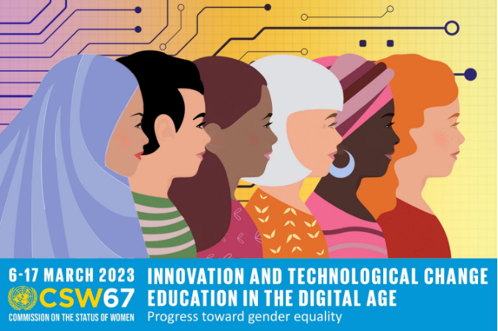 6-17 MARCH 2023
CSW67
COMMISSION ON THE STATUS OF WOMEN
INNOVATION AND TECHNOLOGICAL CHANGE
EDUCATION IN THE DIGITAL AGE
Progress toward gender equality